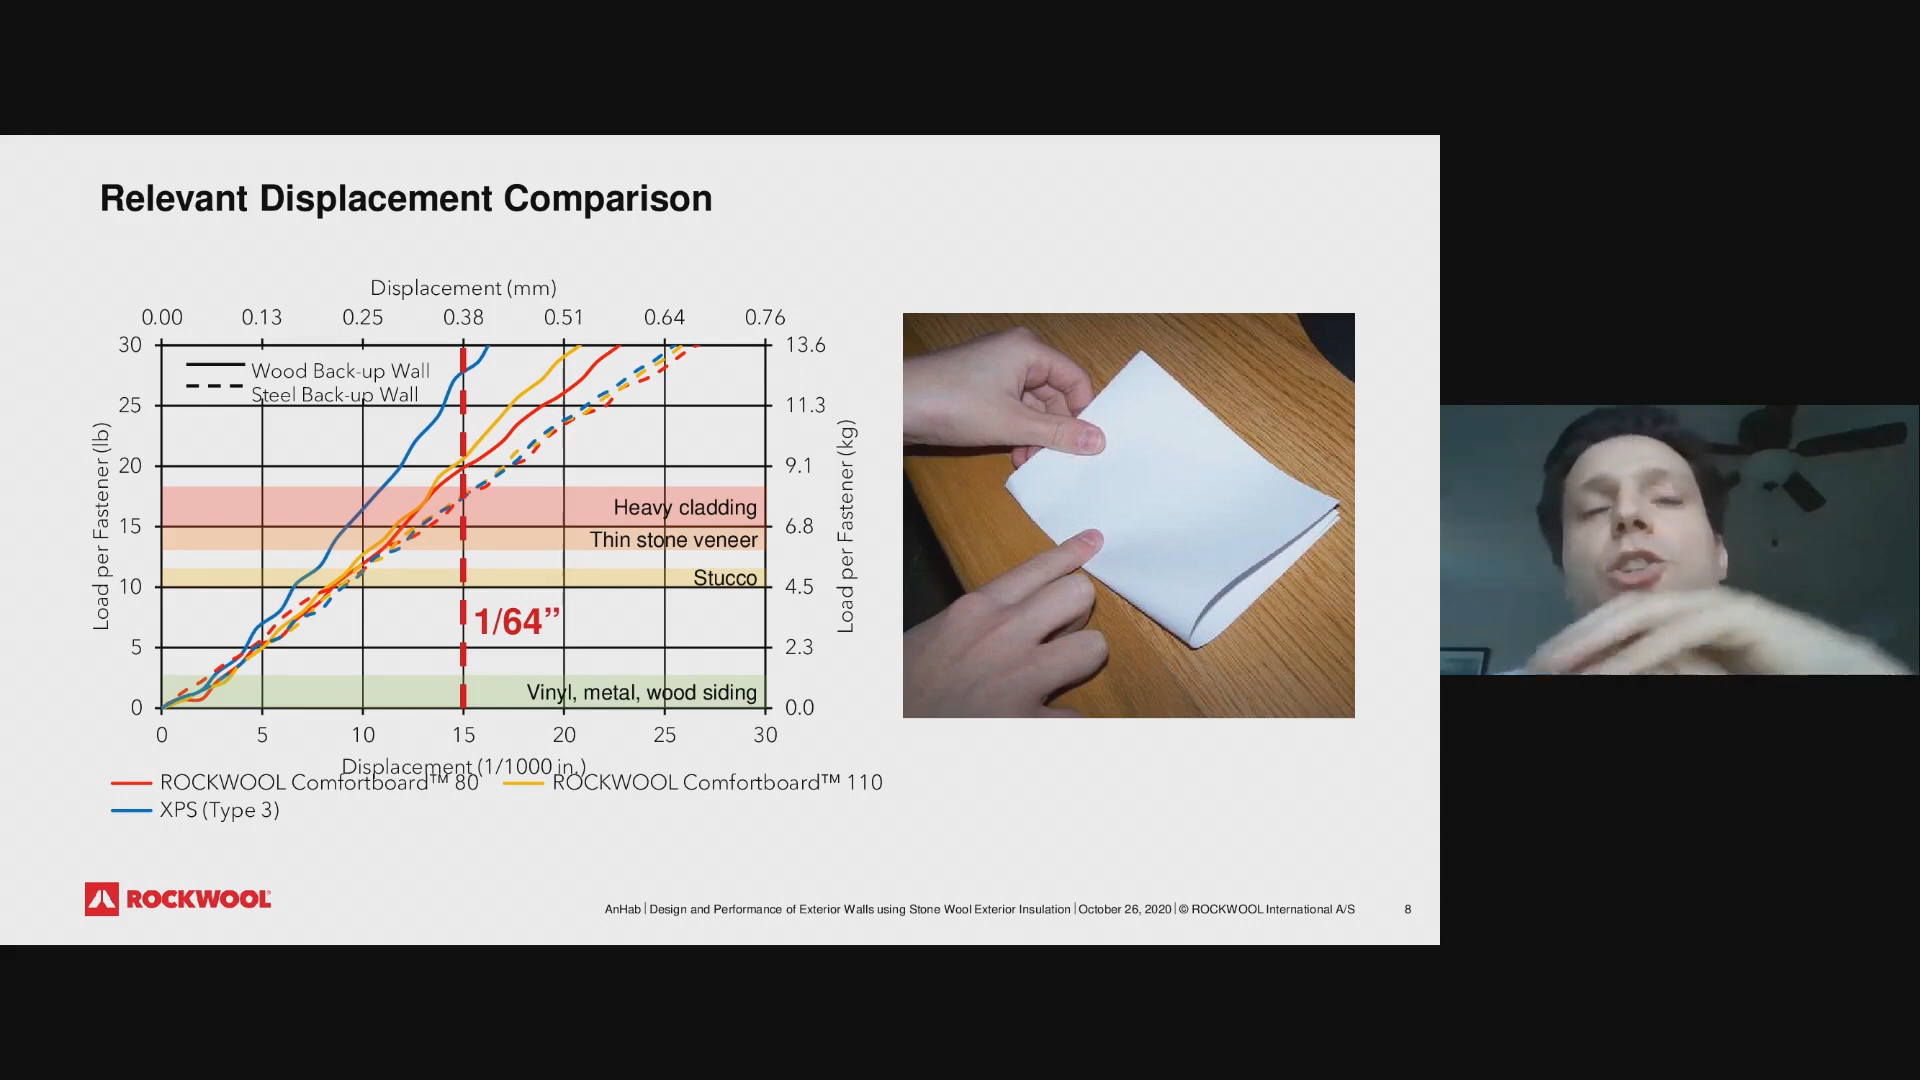 Relevant Displacement Comparison
Displacement (mm)
0.00 0.13 0.25 0.38 0.51 0.64 0.76
30 13.6
Wood Back-up Wall
Steel Back-up Wall
25 11.3
20 9.1
Heavy cladding
15 6.8
Thin stone veneer
Stucco
10 4.5
1/64”
5 2.3
Vinyl, metal, wood siding
0 0.0
Load per Fastener (lb)
Load per Fastener (kg)
0 5 10 15 20 25 30
Displacement (1/1000 in.)
ROCKWOOL Comfortboard™ 80 ROCKWOOL Comfortboard™ 110
XPS (Type 3)
ROCKWOOL
AnHab | Design and Performance of Exterior Walls using Stone Wool Exterior Insulation | October 26, 2020 | © ROCKWOOL International A/S 8